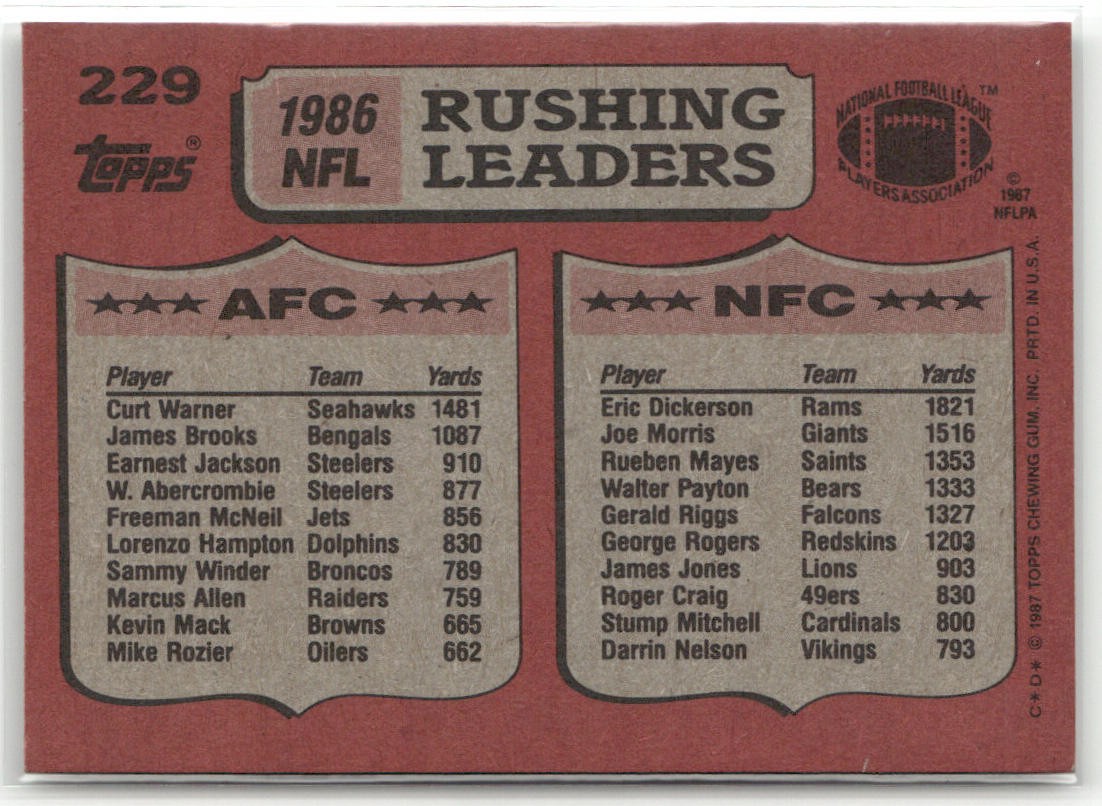 229
topps®
1986
NFL
RUSHING
LEADERS
NATIONAL FOOTBALL LEAGUE
PLAYERS ASSOCIATION
™
©
1987
NFLPA
★★★ AFC ★★★
Player Team Yards
Curt Warner Seahawks 1481
James Brooks Bengals 1087
Earnest Jackson Steelers 910
W. Abercrombie Steelers 877
Freeman McNeil Jets 856
Lorenzo Hampton Dolphins 830
Sammy Winder Broncos 789
Marcus Allen Raiders 759
Kevin Mack Browns 665
Mike Rozier Oilers 662
★★★ NFC ★★★
Player Team Yards
Eric Dickerson Rams 1821
Joe Morris Giants 1516
Rueben Mayes Saints 1353
Walter Payton Bears 1333
Gerald Riggs Falcons 1327
George Rogers Redskins 1203
James Jones Lions 903
Roger Craig 49ers 830
Stump Mitchell Cardinals 800
Darrin Nelson Vikings 793
C★D★ © 1987 TOPPS CHEWING GUM, INC. PRTD. IN U.S.A.